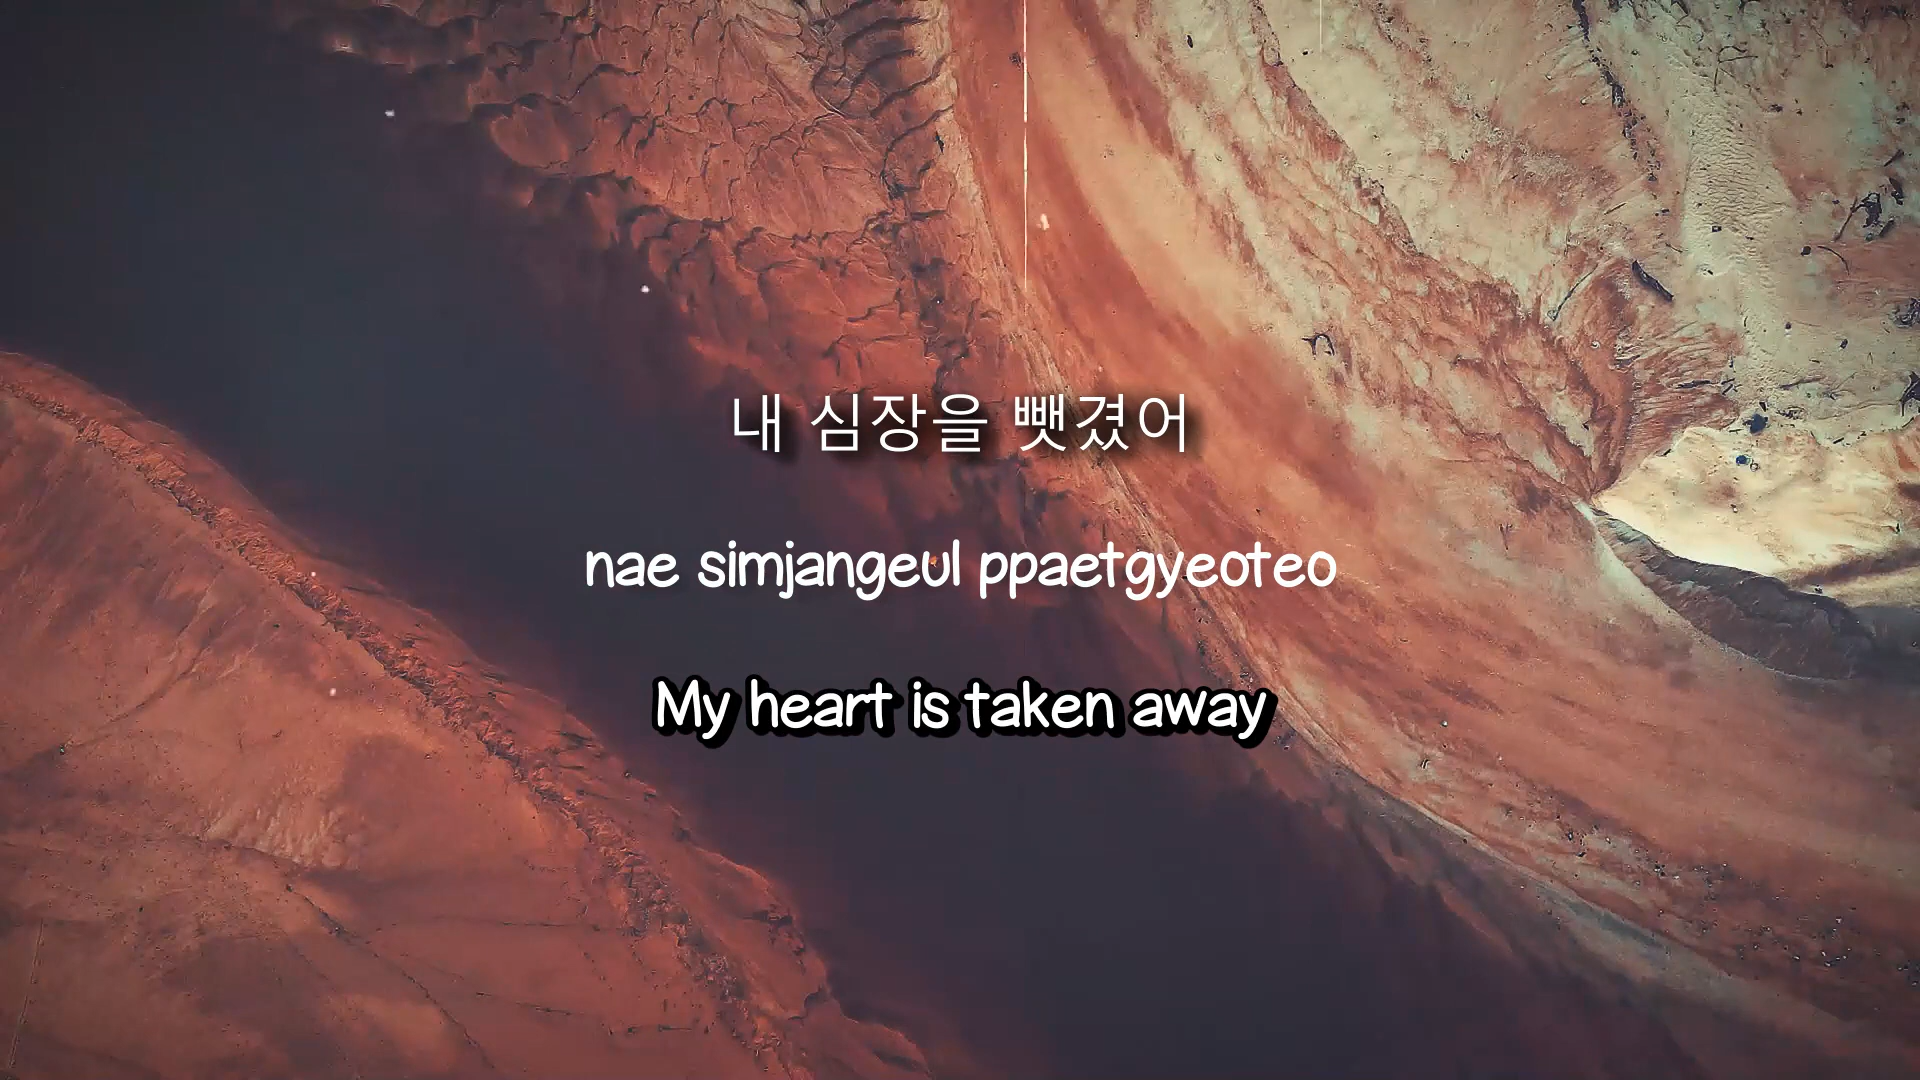 내 심장을 뺏겼어
nae simjangeul ppaetgyeoteo
My heart is taken away